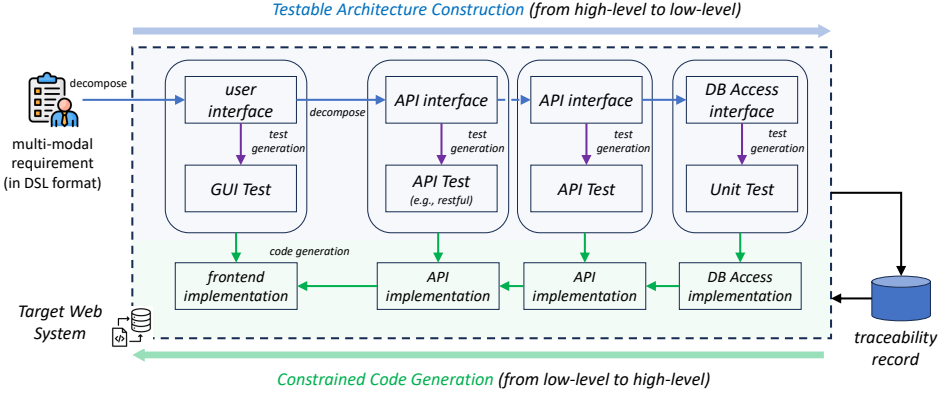 Testable Architecture Construction (from high-level to low-level)
decompose
multi-modal
requirement
(in DSL format)
user
interface
decompose
API interface
API interface
DB Access
interface
test
generation
test
generation
test
generation
test
generation
GUI Test
API Test
(e.g., restful)
API Test
Unit Test
code generation
frontend
implementation
API
implementation
API
implementation
DB Access
implementation
Target Web
System
traceability
record
Constrained Code Generation (from low-level to high-level)